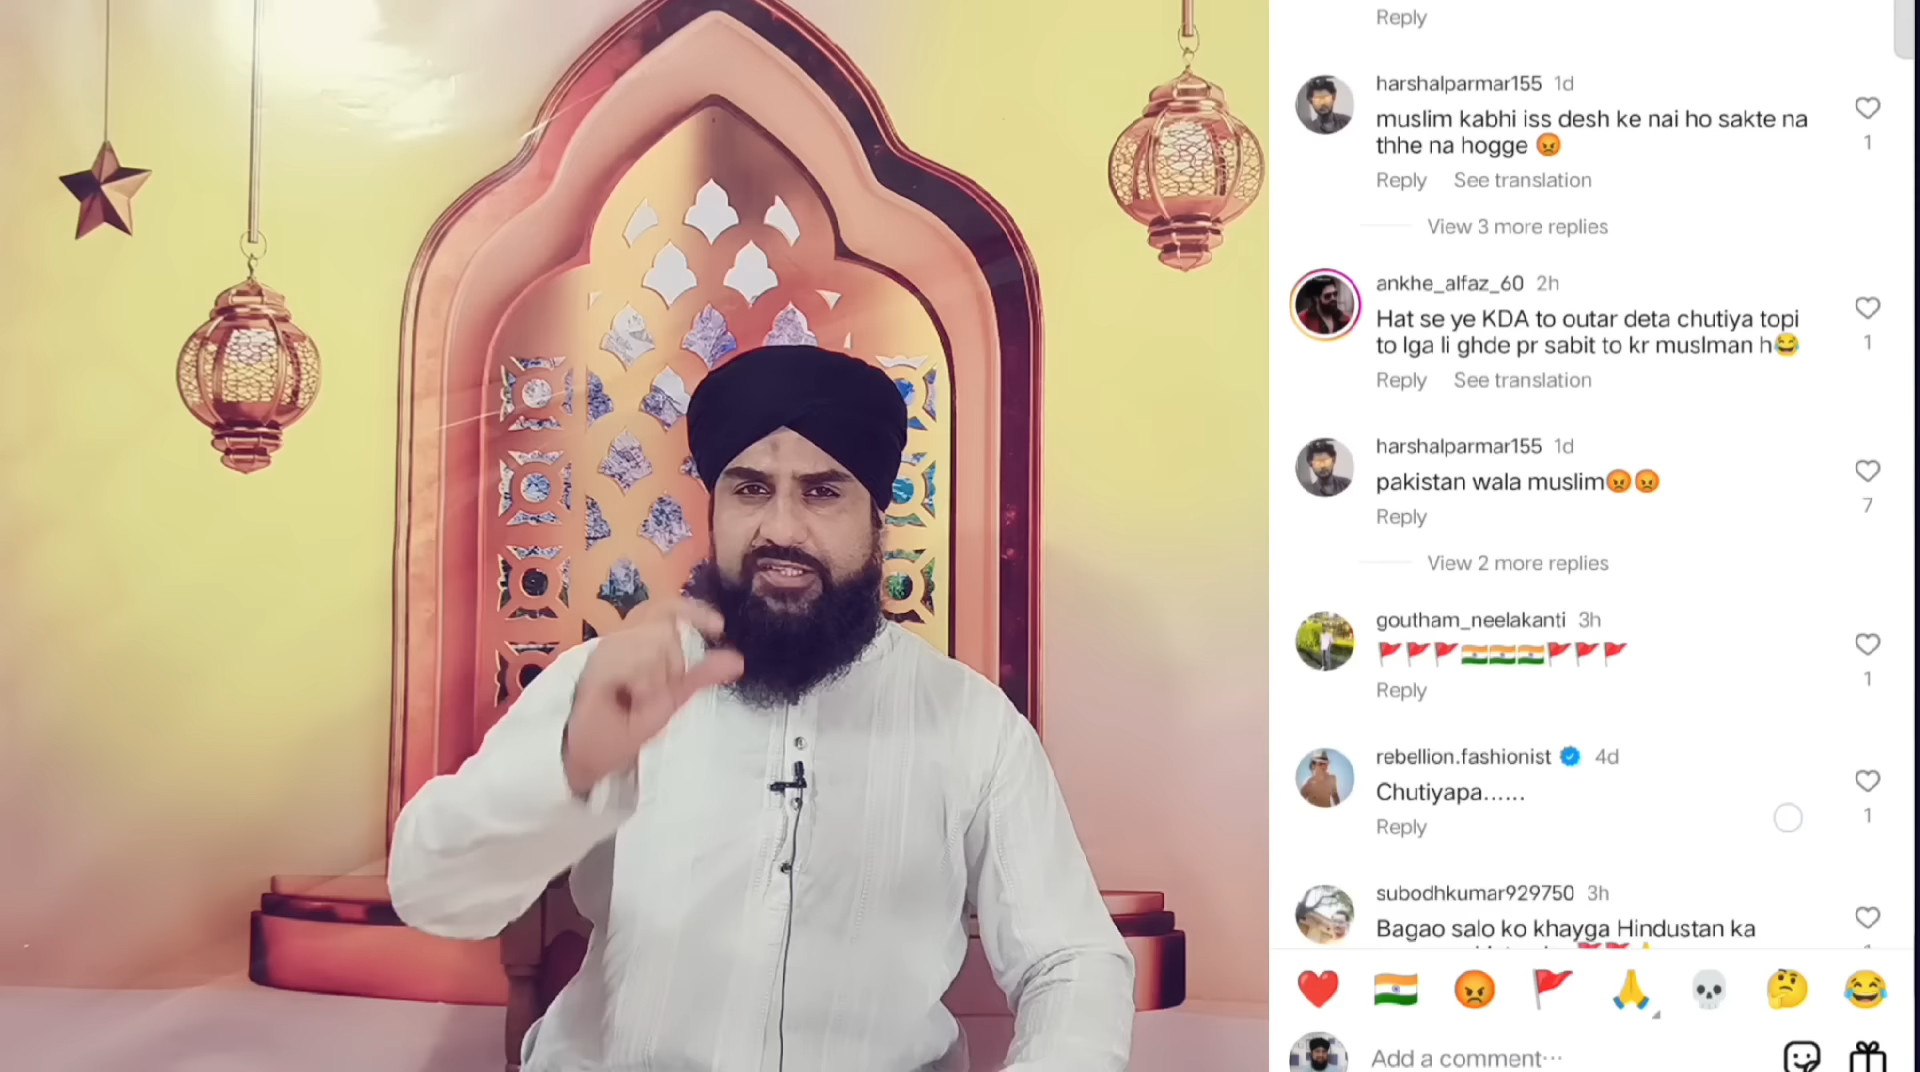 Reply
harshalparmar155 1d
muslim kabhi iss desh ke nai ho sakte na
thhe na hogge 😡
1
Reply See translation
View 3 more replies
ankhe_alfaz_60 2h
Hat se ye KDA to outar deta chutiya topi
to lga li ghde pr sabit to kr muslman h😂
1
Reply See translation
harshalparmar155 1d
pakistan wala muslim😡😡
7
Reply
View 2 more replies
goutham_neelakanti 3h
🚩🚩🚩🇮🇳🇮🇳🇮🇳🚩🚩🚩
1
Reply
rebellion.fashionist 4d
Chutiyapa......
1
Reply
subodhkumar929750 3h
Bagao salo ko khayga Hindustan ka
Add a comment...